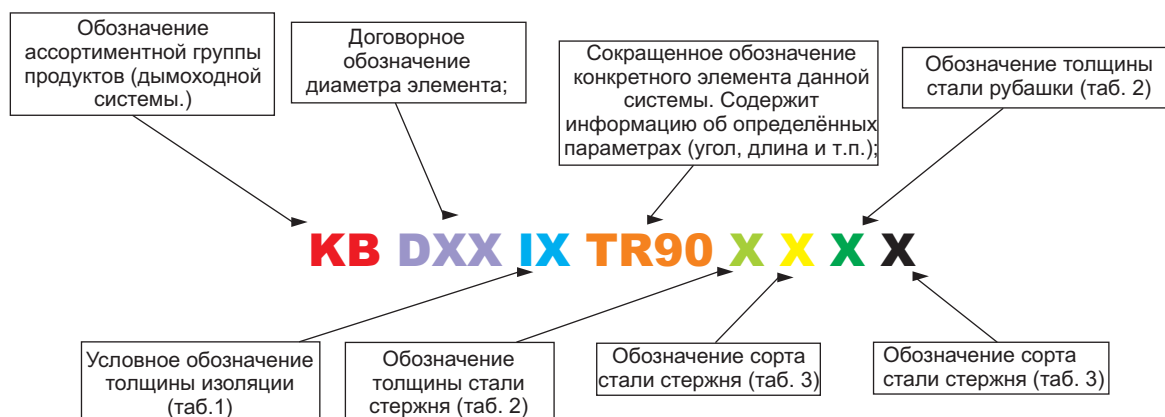 Обозначение
ассортиментной группы
продуктов (дымоходной
системы.)
Договорное
обозначение
диаметра элемента;
Сокращенное обозначение
конкретного элемента данной
системы. Содержит
информацию об определённых
параметрах (угол, длина и т.п.);
Обозначение толщины
стали рубашки (таб. 2)
KB DXX IX TR90 X X X X
Условное обозначение
толщины изоляции
(таб.1)
Обозначение
толщины стали
стержня (таб. 2)
Обозначение сорта
стали стержня (таб. 3)
Обозначение сорта
стали стержня (таб. 3)